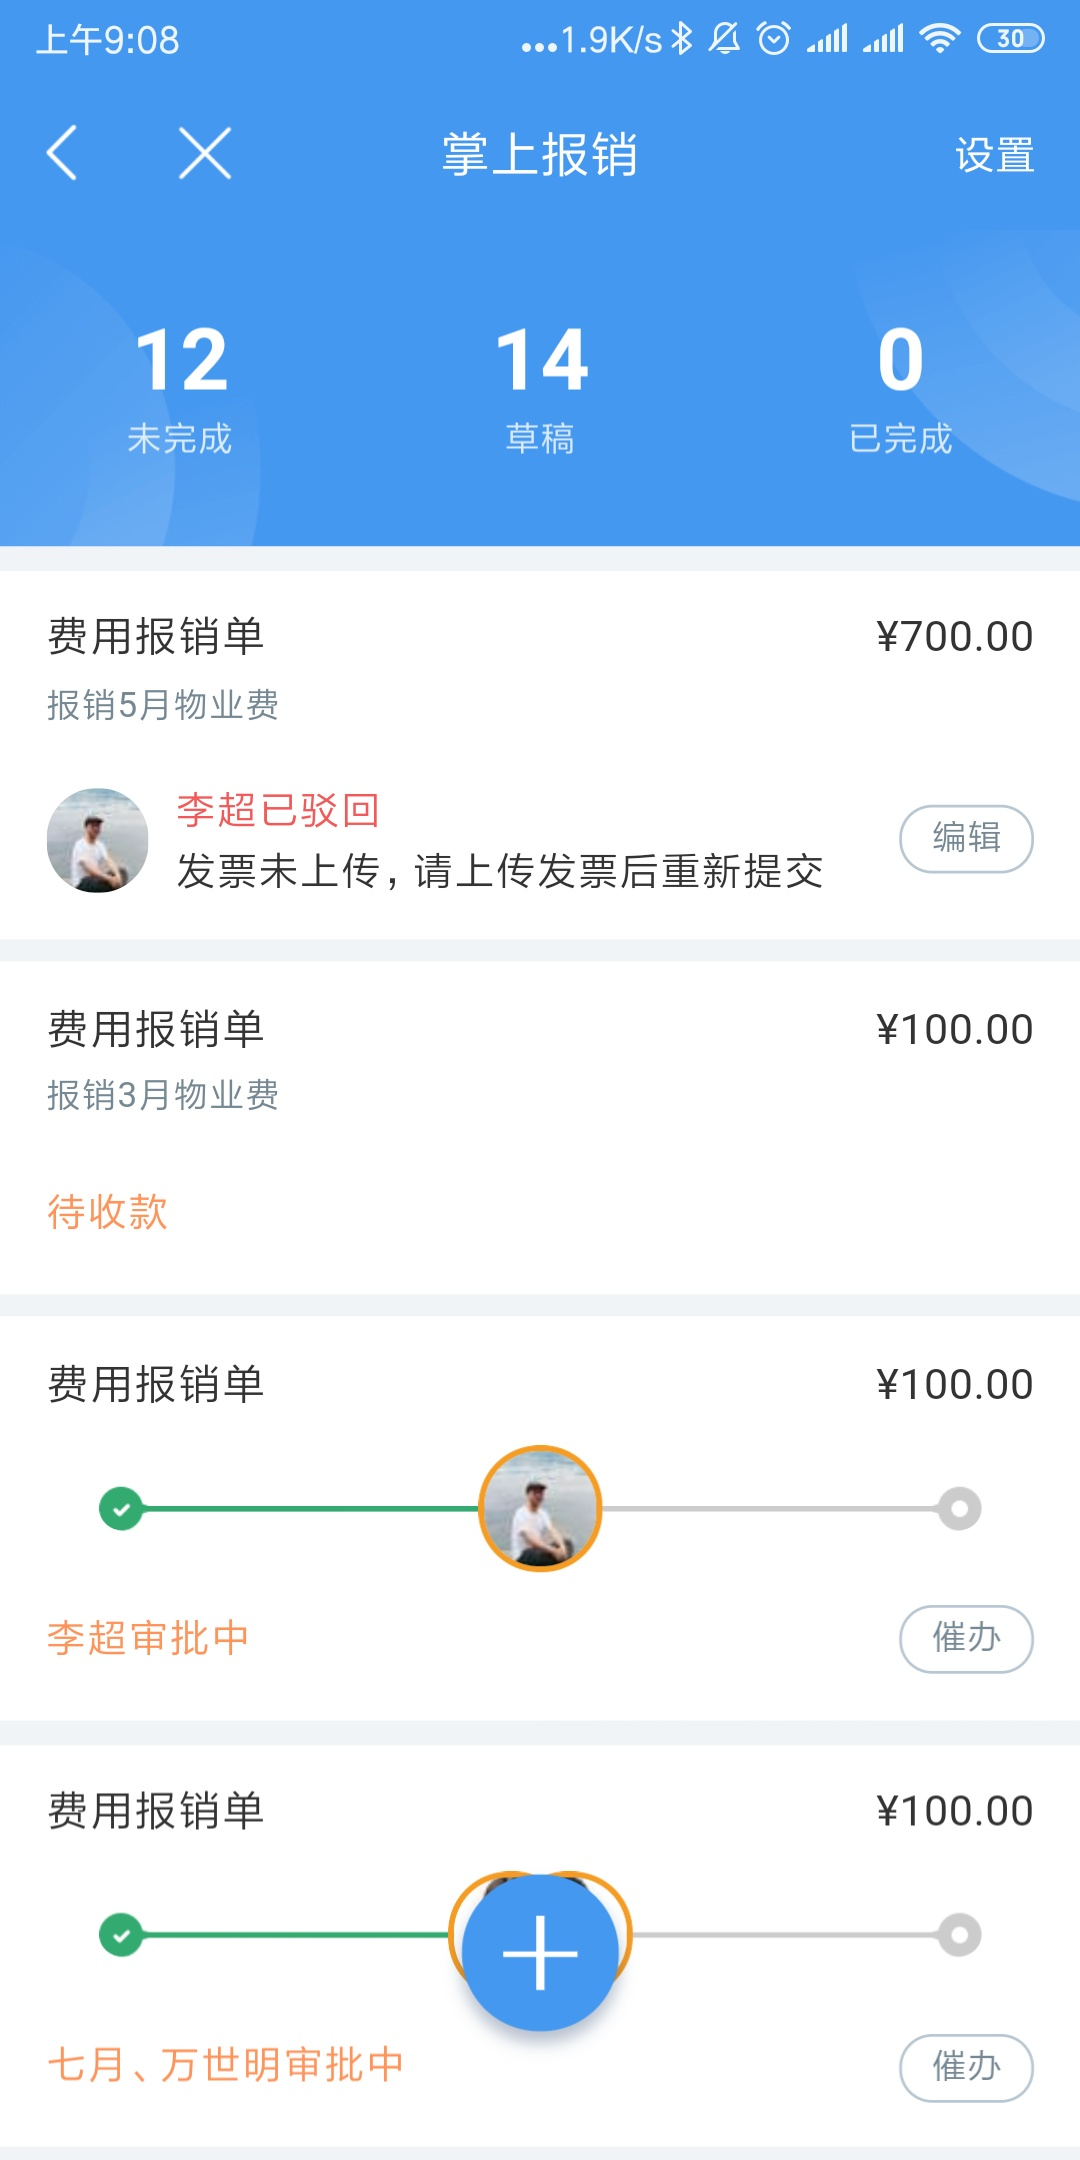 上午9:08 ...1.9K/s 30
掌上报销 设置
12 14 0
未完成 草稿 已完成
费用报销单 ¥700.00
报销5月物业费
李超已驳回
发票未上传，请上传发票后重新提交 编辑
费用报销单 ¥100.00
报销3月物业费
待收款
费用报销单 ¥100.00
李超审批中 催办
费用报销单 ¥100.00
七月、万世明审批中 催办